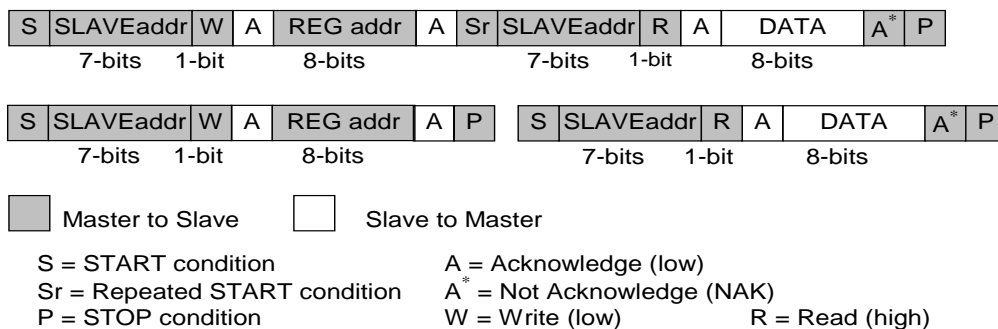 S SLAVEaddr W A REG addr A Sr SLAVEaddr R A DATA A* P
7-bits 1-bit 8-bits 7-bits 1-bit 8-bits
S SLAVEaddr W A REG addr A P S SLAVEaddr R A DATA A* P
7-bits 1-bit 8-bits 7-bits 1-bit 8-bits
Master to Slave Slave to Master
S = START condition A = Acknowledge (low)
Sr = Repeated START condition A* = Not Acknowledge (NAK)
P = STOP condition W = Write (low) R = Read (high)